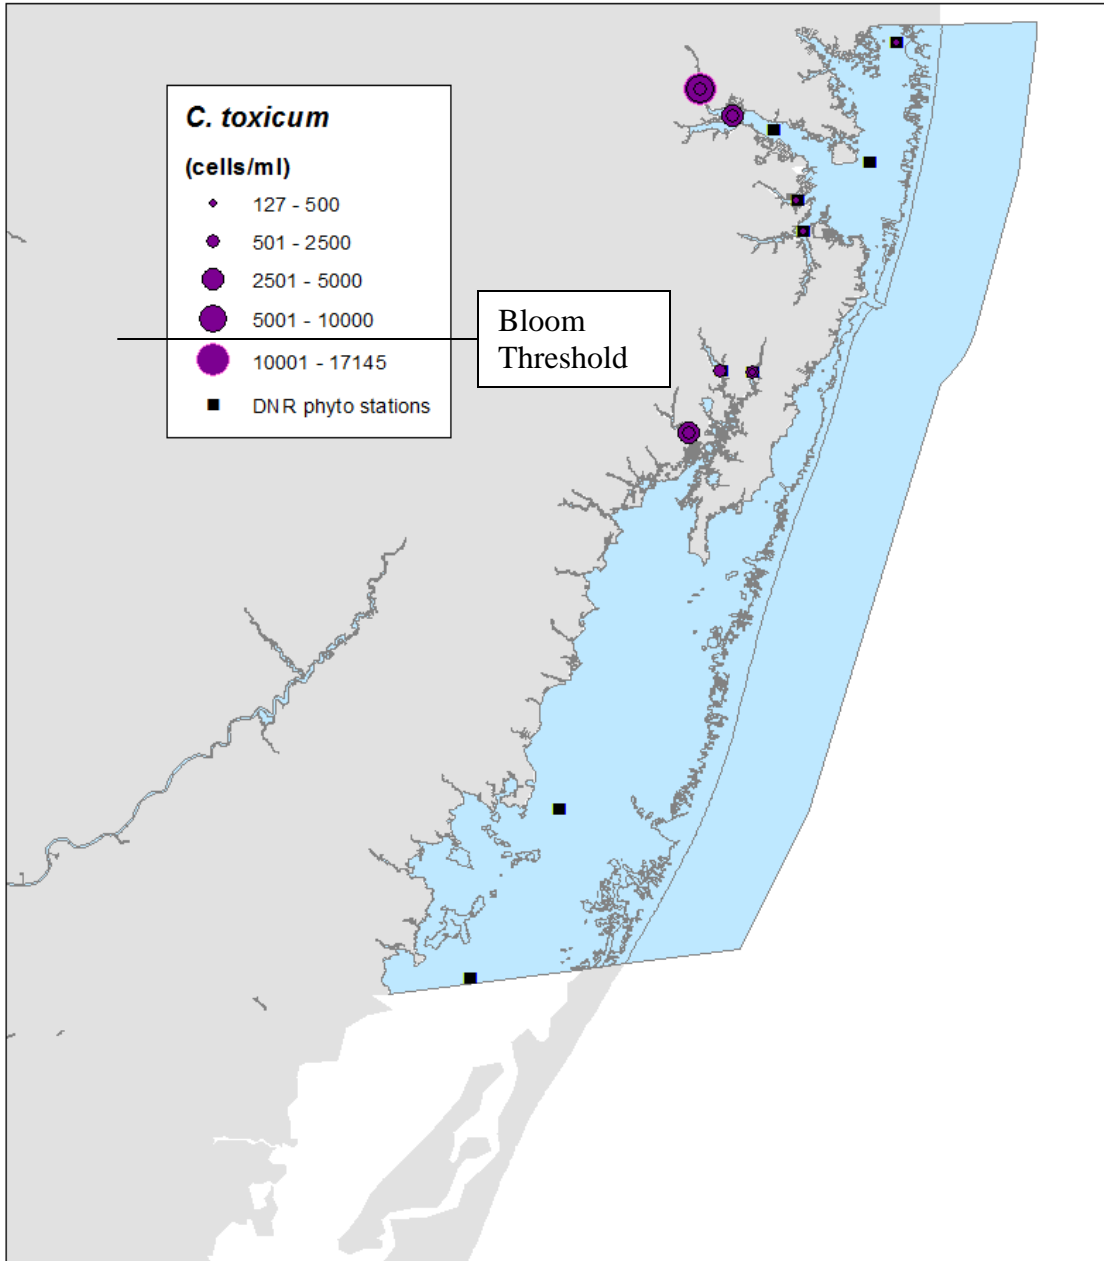 C. toxicum
(cells/ml)
127 - 500
501 - 2500
2501 - 5000
5001 - 10000
10001 - 17145
DNR phyto stations
Bloom
Threshold